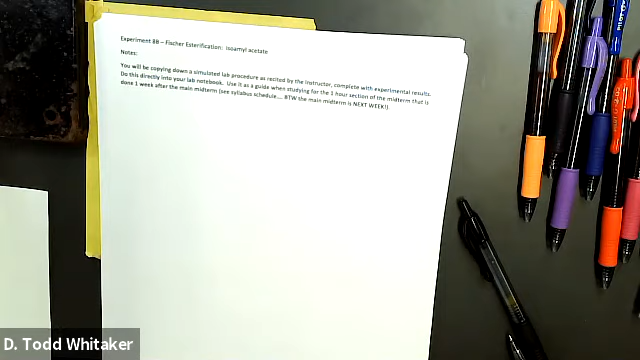 Experiment 8B – Fischer Esterification: isoamyl acetate
Notes:
You will be copying down a simulated lab procedure as recited by the instructor, complete with experimental results.
Do this directly into your lab notebook. Use it as a guide when studying for the 1 hour section of the midterm that is
done 1 week after the main midterm (see syllabus schedule.... BTW the main midterm is NEXT WEEK!)
PILOT
D. Todd Whitaker